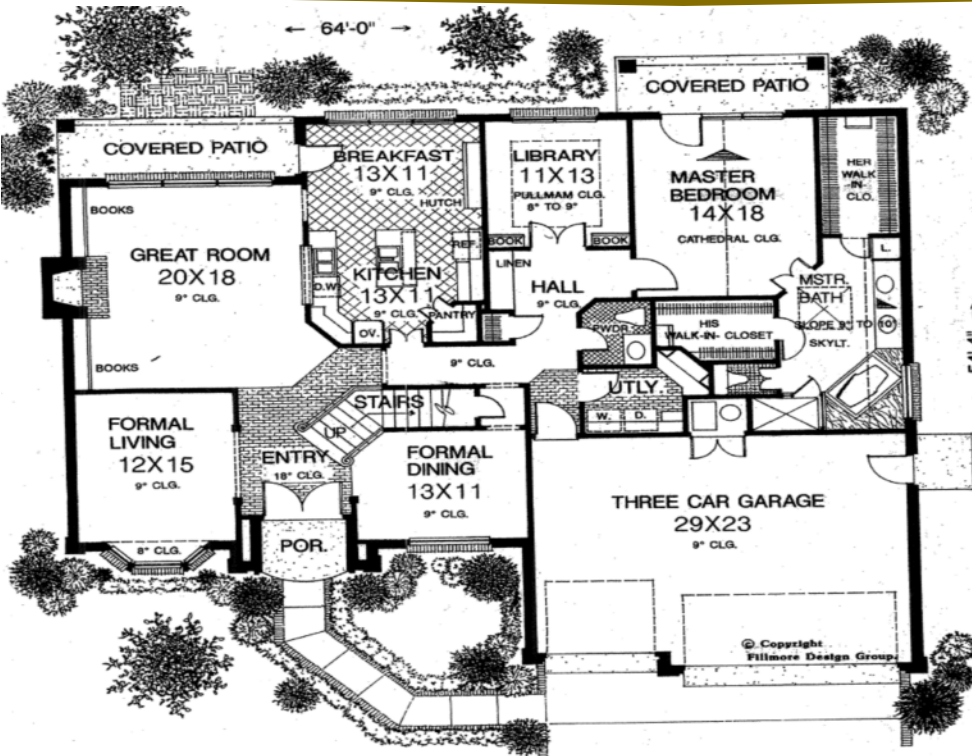 64'-0"
COVERED PATIO
COVERED PATIO
BREAKFAST
13X11
9° CLG.
HUTCH
LIBRARY
11X13
PULLMAM CLG.
8° TO 9°
BOOK
BOOK
MASTER
BEDROOM
14X18
CATHEDRAL CLG.
HER
WALK
IN-
CLO.
L.
BOOKS
GREAT ROOM
20X18
9° CLG.
BOOKS
REF.
D.W.
KITCHEN
13X11
9° CLG.
PANTRY
OV.
LINEN
HALL
9° CLG.
9° CLG.
PWDR.
HIS
WALK-IN-CLOSET
MSTR.
BATH
SLOPE 9° TO 10°
SKYLT.
54'-4"
UTLY.
W.
D.
STAIRS
UP
FORMAL
LIVING
12X15
9° CLG.
8° CLG.
ENTRY
18° CLG.
FORMAL
DINING
13X11
9° CLG.
POR.
THREE CAR GARAGE
29X23
9° CLG.
© Copyright
Fillmore Design Group.